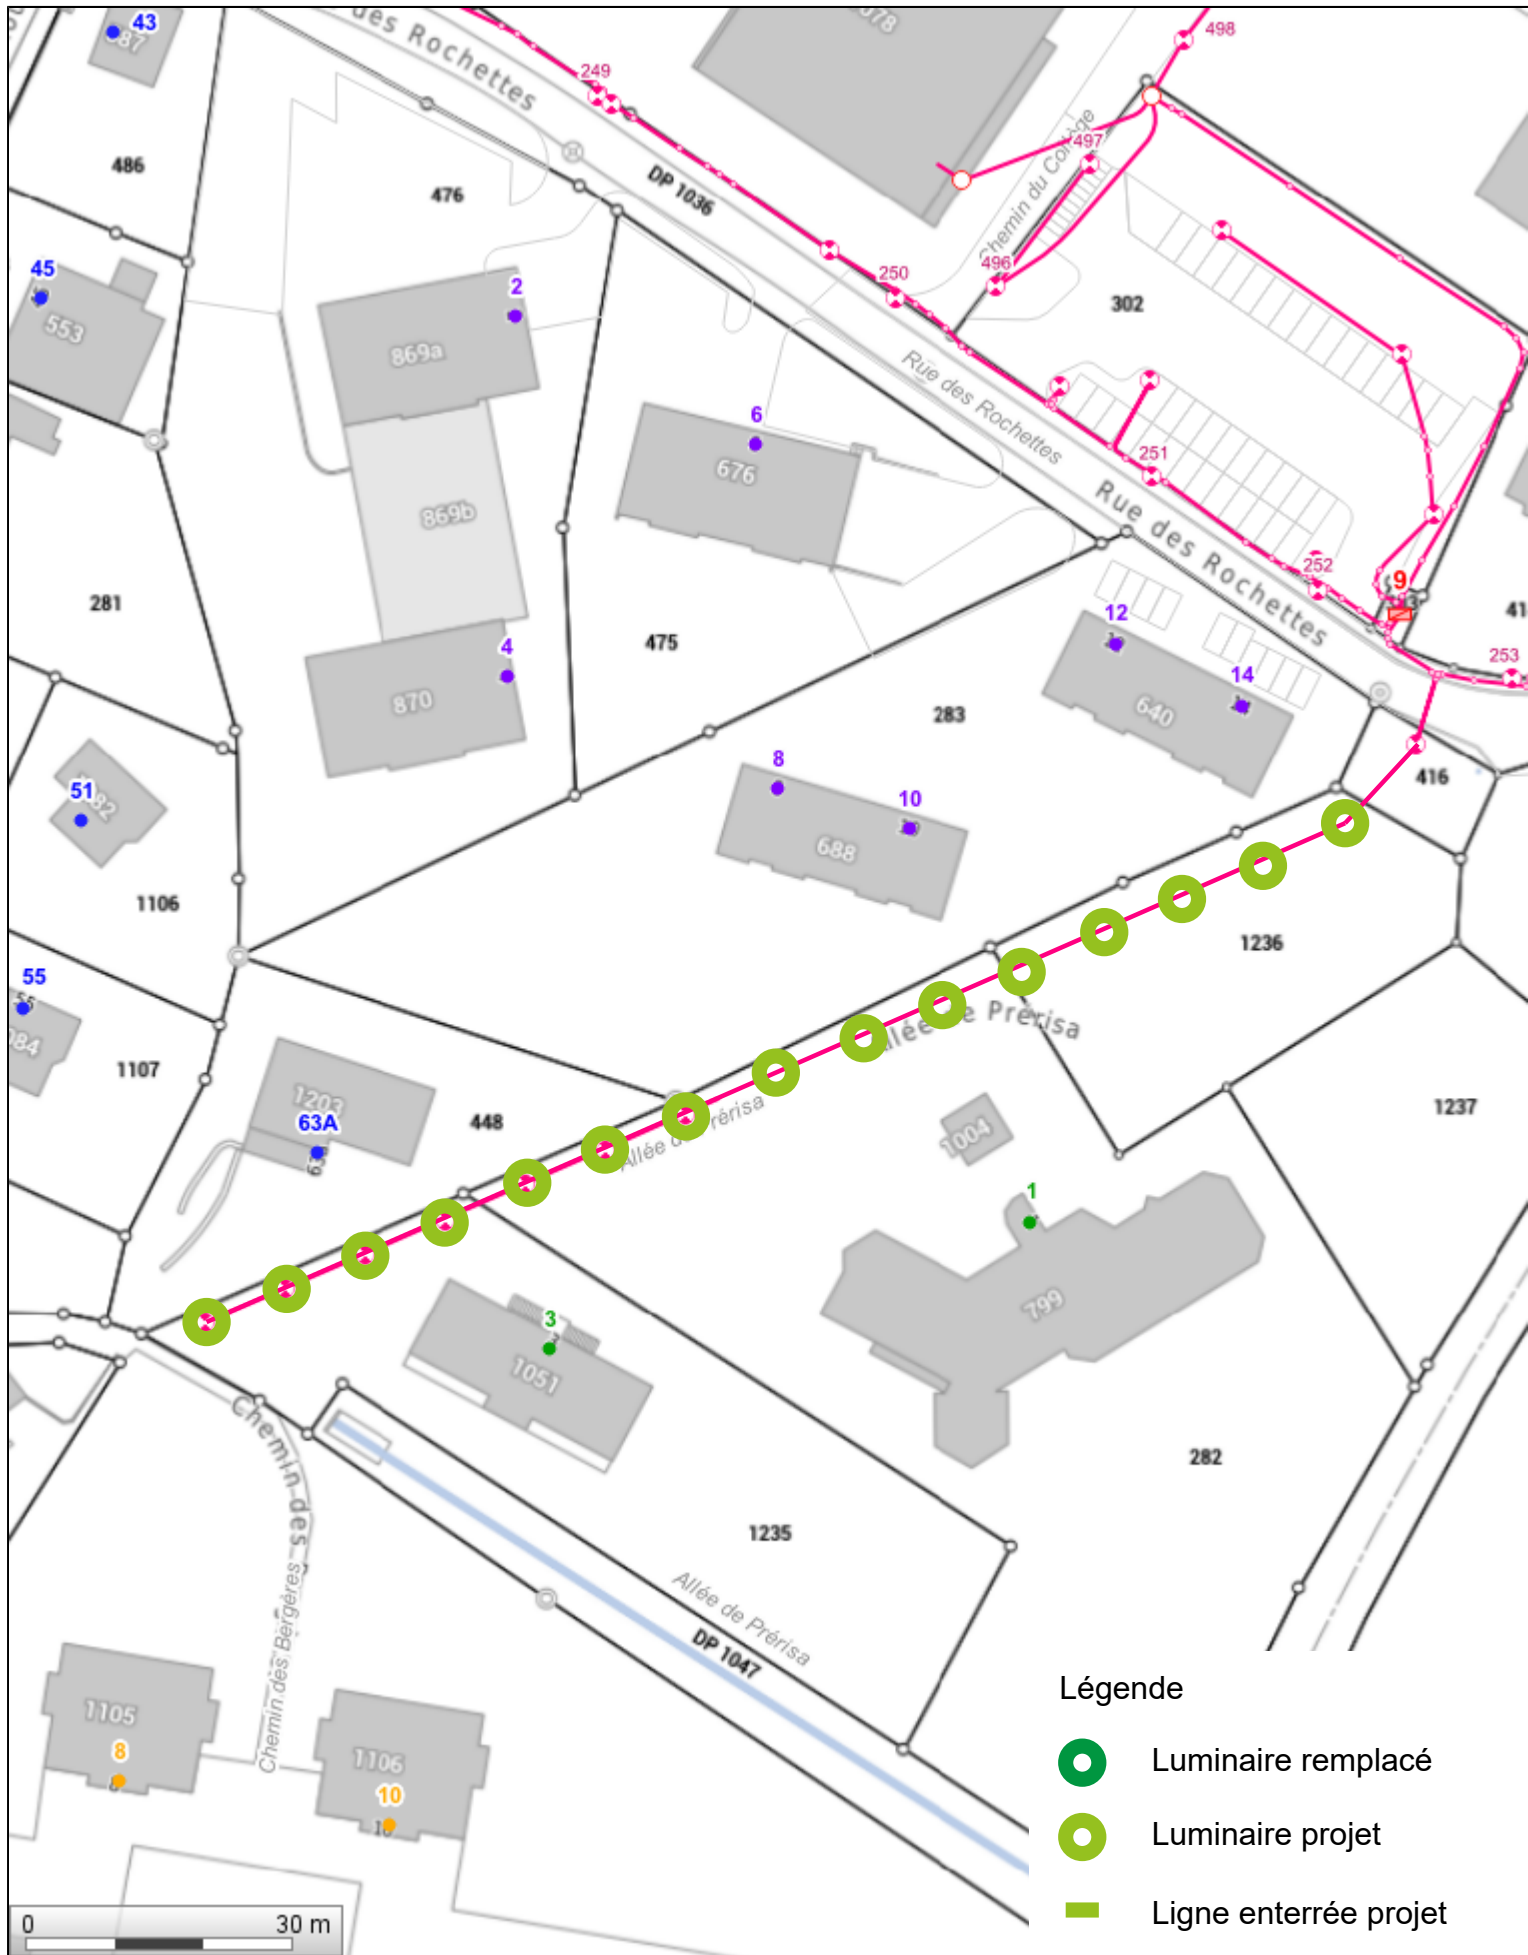 43
des Rochettes
249
498
486
476
DP 1036
497
Chemin du Collège
496
250
302
45
553
2
869a
Rue des Rochettes
6
676
251
Rue des Rochettes
869b
252
9
281
12
475
4
253
14
870
283
640
8
416
51
10
688
1106
1236
55
Allée de Prérisa
1107
1203
448
63A
Allée de Prérisa
1004
1237
1
799
3
1051
Chemin des
282
1235
Allée de Prérisa
DP 1047
Chemin des Bergères
1105
8
1106
10
Légende
Luminaire remplacé
Luminaire projet
Ligne enterrée projet
0 30 m